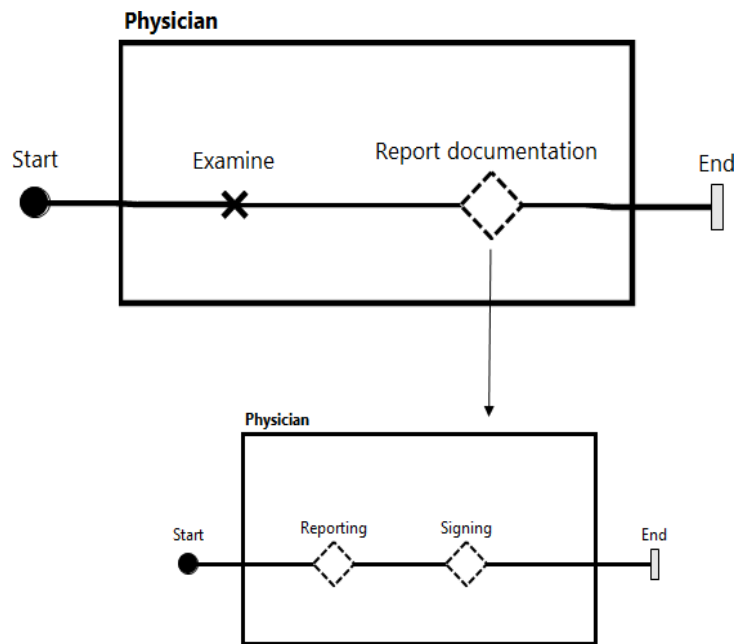 Physician
Start
Examine
Report documentation
End
Physician
Start
Reporting
Signing
End